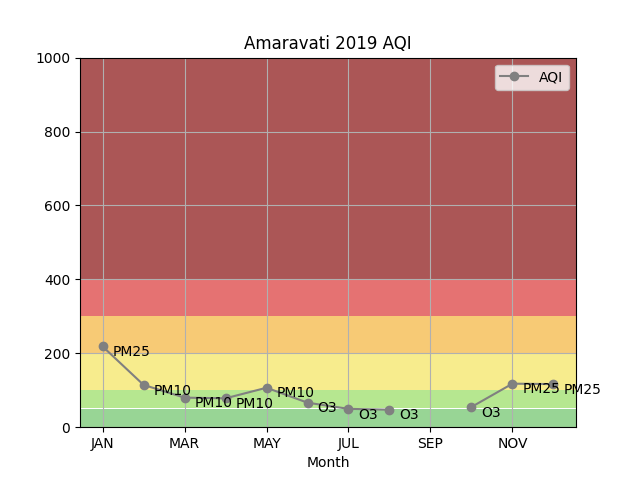 Amaravati 2019 AQI
1000
AQI
800
600
400
200
0
PM25
PM10
PM10
PM10
PM10
O3
O3
O3
O3
PM25
PM25
JAN
MAR
MAY
JUL
SEP
NOV
Month